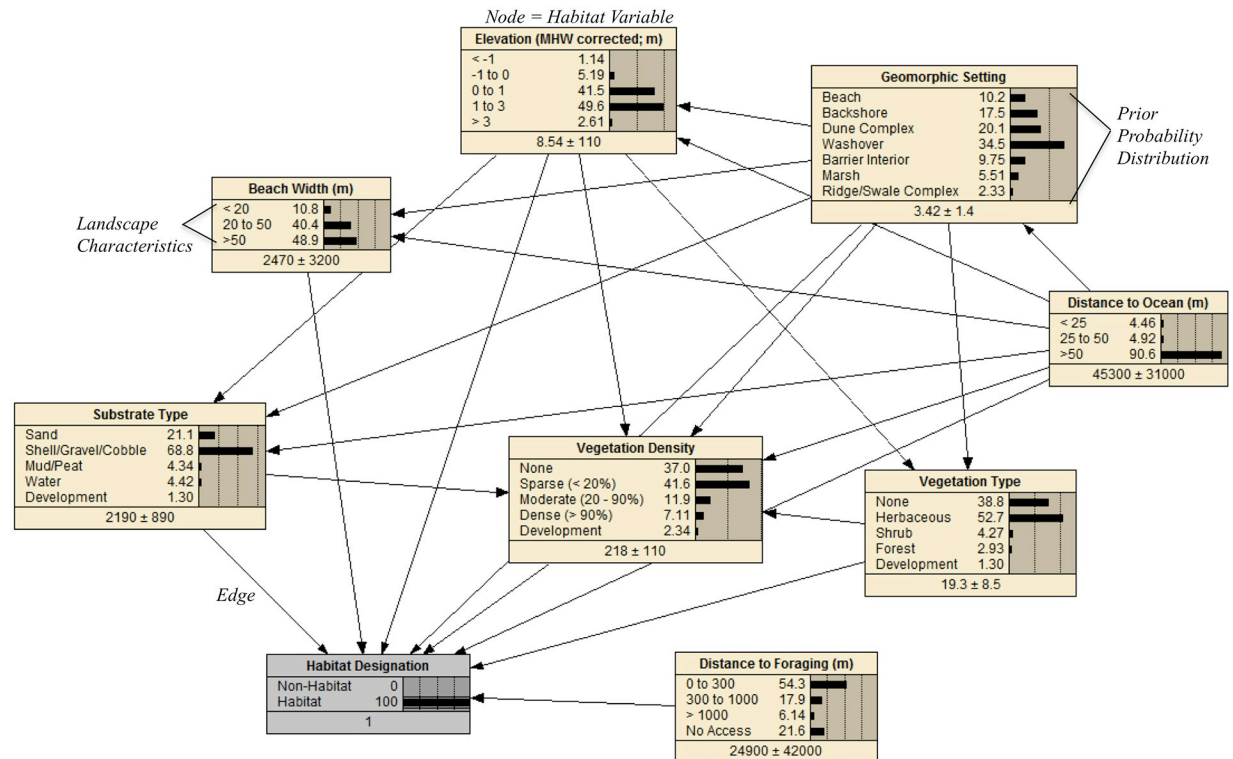 Node = Habitat Variable
Elevation (MHW corrected; m)
< -1 1.14
-1 to 0 5.19
0 to 1 41.5
1 to 3 49.6
> 3 2.61
8.54 ± 110
Geomorphic Setting
Beach 10.2
Backshore 17.5
Dune Complex 20.1
Washover 34.5
Barrier Interior 9.75
Marsh 5.51
Ridge/Swale Complex 2.33
3.42 ± 1.4
Prior
Probability
Distribution
Beach Width (m)
< 20 10.8
20 to 50 40.4
>50 48.9
2470 ± 3200
Landscape
Characteristics
Distance to Ocean (m)
< 25 4.46
25 to 50 4.92
>50 90.6
45300 ± 31000
Substrate Type
Sand 21.1
Shell/Gravel/Cobble 68.8
Mud/Peat 4.34
Water 4.42
Development 1.30
2190 ± 890
Vegetation Density
None 37.0
Sparse (< 20%) 41.6
Moderate (20 - 90%) 11.9
Dense (> 90%) 7.11
Development 2.34
218 ± 110
Vegetation Type
None 38.8
Herbaceous 52.7
Shrub 4.27
Forest 2.93
Development 1.30
19.3 ± 8.5
Edge
Habitat Designation
Non-Habitat 0
Habitat 100
1
Distance to Foraging (m)
0 to 300 54.3
300 to 1000 17.9
> 1000 6.14
No Access 21.6
24900 ± 42000